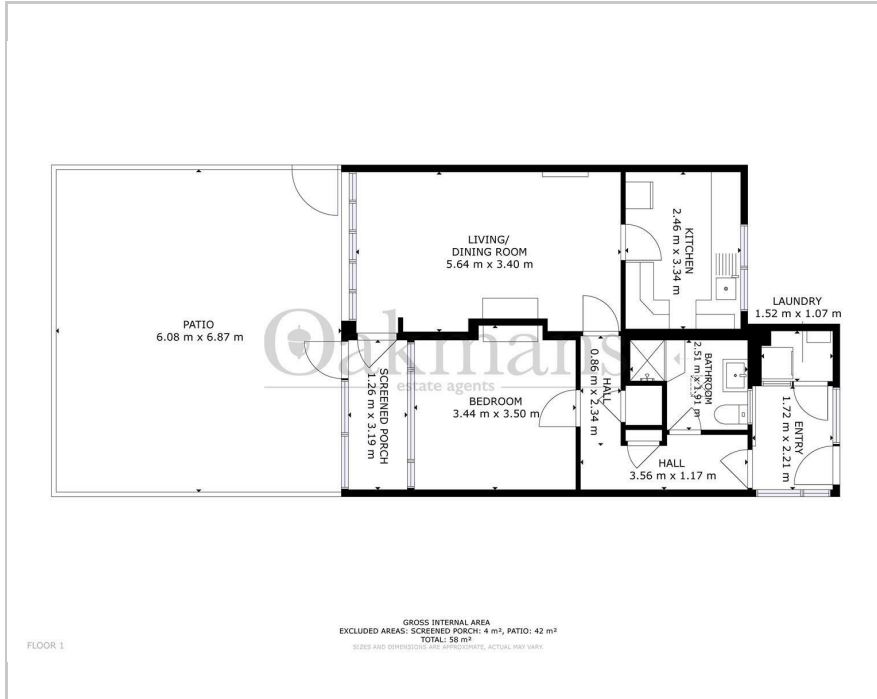 LIVING/
DINING ROOM
5.64 m x 3.40 m
KITCHEN
2.46 m x 3.34 m
LAUNDRY
1.52 m x 1.07 m
PATIO
6.08 m x 6.87 m
Oakmans
estate agents
SCREENED PORCH
1.26 m x 3.19 m
BEDROOM
3.44 m x 3.50 m
HALL
0.86 m x 2.34 m
BATHROOM
2.51 m x 1.91 m
ENTRY
1.72 m x 2.21 m
HALL
3.56 m x 1.17 m
GROSS INTERNAL AREA
EXCLUDED AREAS: SCREENED PORCH: 4 m², PATIO: 42 m²
TOTAL: 58 m²
SIZES AND DIMENSIONS ARE APPROXIMATE, ACTUAL MAY VARY.
FLOOR 1